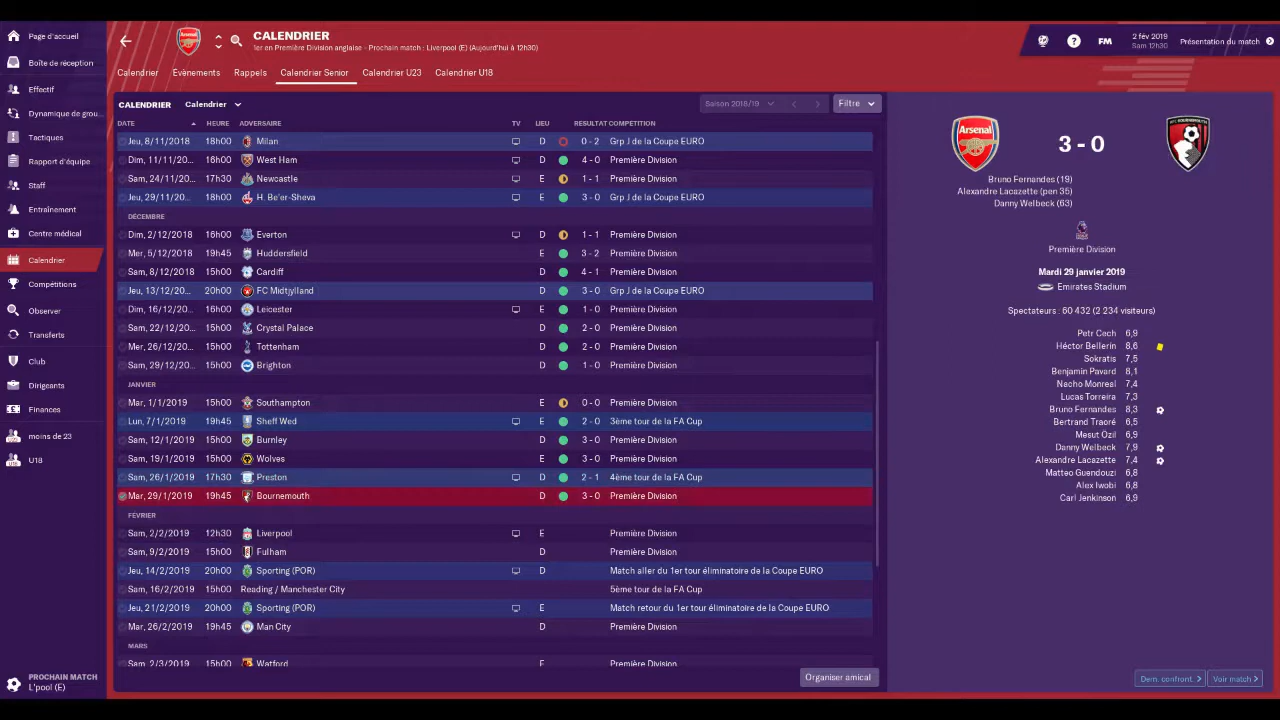 Page d'accueil
Boîte de réception
Effectif
Dynamique de grou...
Tactiques
Rapport d'équipe
Staff
Entraînement
Centre médical
Calendrier
Compétitions
Observer
Transferts
Club
Dirigeants
Finances
moins de 23
U18
PROCHAIN MATCH
L'pool (E)
Arsenal
CALENDRIER
1er en Première Division anglaise - Prochain match : Liverpool (E) (Aujourd'hui à 12h30)
? FM 2 fév 2019 Sam 12h30 Présentation du match
Calendrier Evènements Rappels Calendrier Senior Calendrier U23 Calendrier U18
CALENDRIER Calendrier Saison 2018/19 Filtre
DATE HEURE ADVERSAIRE TV LIEU RESULTAT COMPÉTITION
Jeu, 8/11/2018 18h00 Milan D 0 - 2 Grp J de la Coupe EURO
Dim, 11/11/20... 16h00 West Ham D 4 - 0 Première Division
Sam, 24/11/20... 17h30 Newcastle E 1 - 1 Première Division
Jeu, 29/11/20... 18h00 H. Be'er-Sheva E 3 - 0 Grp J de la Coupe EURO
DÉCEMBRE
Dim, 2/12/2018 16h00 Everton D 1 - 1 Première Division
Mer, 5/12/2018 19h45 Huddersfield E 3 - 2 Première Division
Sam, 8/12/2018 15h00 Cardiff D 4 - 1 Première Division
Jeu, 13/12/20... 20h00 FC Midtjylland D 3 - 0 Grp J de la Coupe EURO
Dim, 16/12/20... 16h00 Leicester E 1 - 0 Première Division
Sam, 22/12/20... 15h00 Crystal Palace D 2 - 0 Première Division
Mer, 26/12/20... 15h00 Tottenham D 2 - 0 Première Division
Sam, 29/12/20... 15h00 Brighton D 1 - 0 Première Division
JANVIER
Mar, 1/1/2019 15h00 Southampton E 0 - 0 Première Division
Lun, 7/1/2019 19h45 Sheff Wed E 2 - 0 3ème tour de la FA Cup
Sam, 12/1/2019 15h00 Burnley D 3 - 0 Première Division
Sam, 19/1/2019 15h00 Wolves E 3 - 0 Première Division
Sam, 26/1/2019 17h30 Preston D 2 - 1 4ème tour de la FA Cup
Mar, 29/1/2019 19h45 Bournemouth D 3 - 0 Première Division
FÉVRIER
Sam, 2/2/2019 12h30 Liverpool E Première Division
Sam, 9/2/2019 15h00 Fulham D Première Division
Jeu, 14/2/2019 20h00 Sporting (POR) D Match aller du 1er tour éliminatoire de la Coupe EURO
Sam, 16/2/2019 15h00 Reading / Manchester City 5ème tour de la FA Cup
Jeu, 21/2/2019 20h00 Sporting (POR) E Match retour du 1er tour éliminatoire de la Coupe EURO
Mar, 26/2/2019 19h45 Man City D Première Division
MARS
Sam, 2/3/2019 15h00 Watford E Première Division
Organiser amical
Arsenal 3 - 0 AFC BOURNEMOUTH
Bruno Fernandes (19)
Alexandre Lacazette (pen 35)
Danny Welbeck (63)
Première Division
Mardi 29 janvier 2019
Emirates Stadium
Spectateurs : 60 432 (2 234 visiteurs)
Petr Cech 6,9
Héctor Bellerín 8,6
Sokratis 7,5
Benjamin Pavard 8,1
Nacho Monreal 7,4
Lucas Torreira 7,3
Bruno Fernandes 8,3
Bertrand Traoré 6,5
Mesut Özil 6,9
Danny Welbeck 7,9
Alexandre Lacazette 7,4
Matteo Guendouzi 6,8
Alex Iwobi 6,8
Carl Jenkinson 6,9
Dem. confront. Voir match